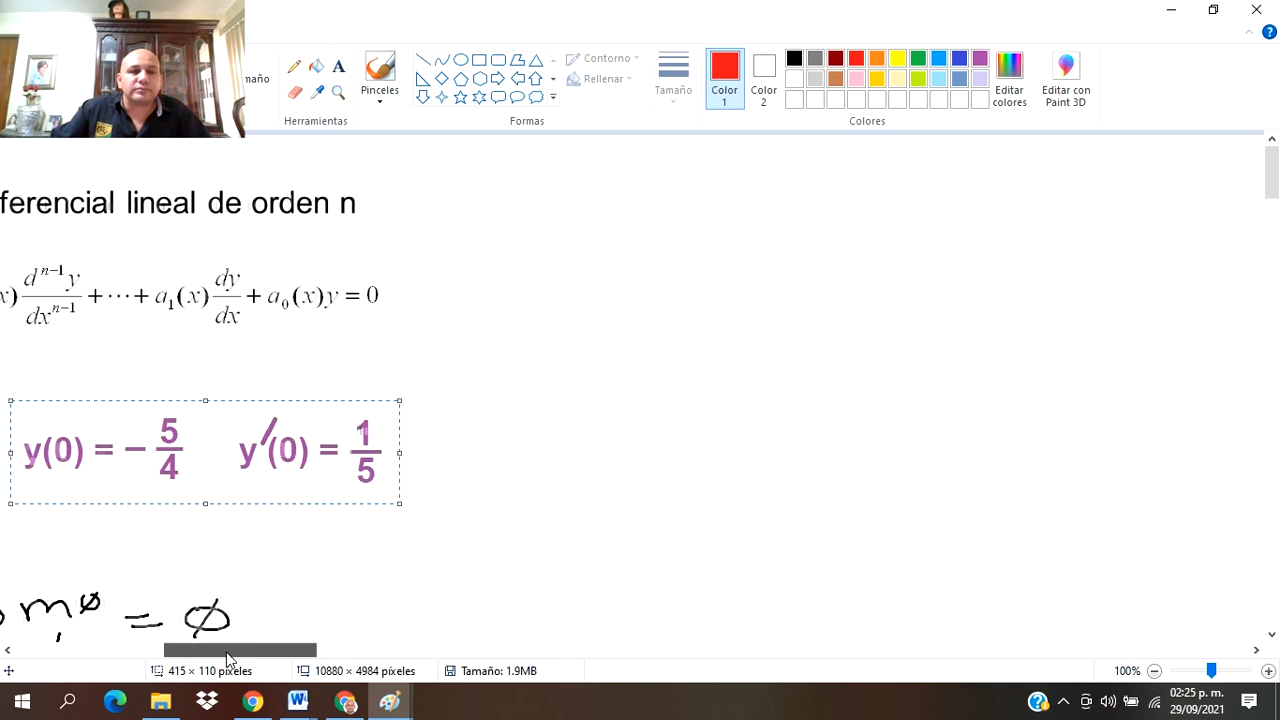 maño
Herramientas
Pinceles
Contorno
Rellenar
Formas
Tamaño
Color 1
Color 2
Editar colores
Editar con Paint 3D
Colores
ferencial lineal de orden n
x) d^{n-1}y/dx^{n-1} + ⋯ + a_1(x) dy/dx + a_0(x)y = 0
y(0) = - 5/4 y'(0) = 1/5
m^ø = ø
415 × 110 píxeles
10880 × 4984 píxeles
Tamaño: 1.9MB
100%
02:25 p. m.
29/09/2021